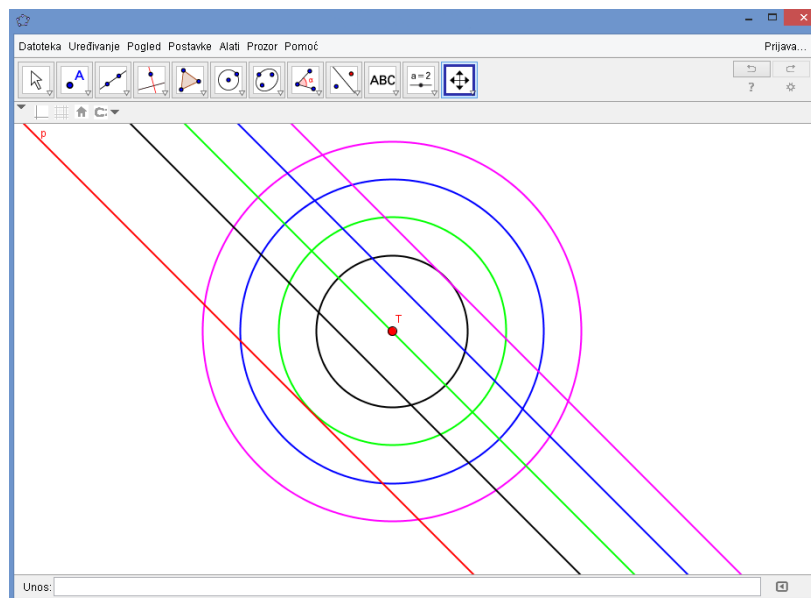 Datoteka Uređivanje Pogled Postavke Alati Prozor Pomoć Prijava...
A α ABC a = 2
?
p
T
Unos: